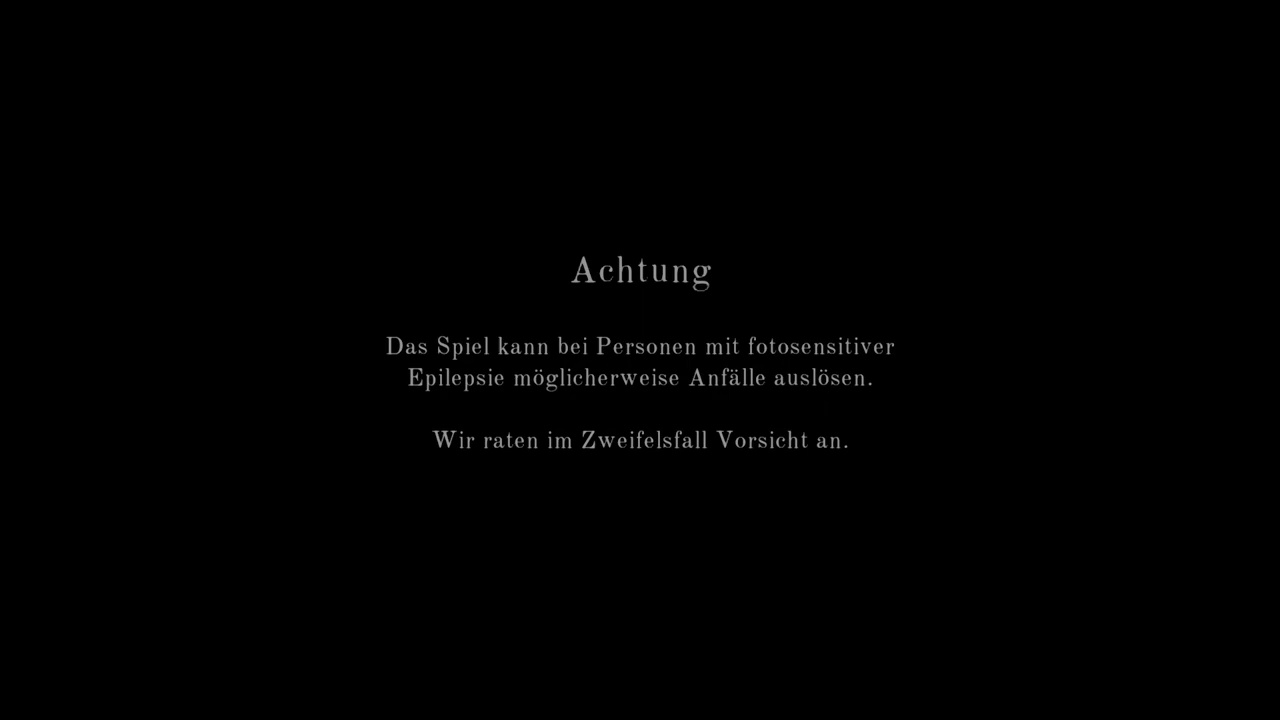 Achtung
Das Spiel kann bei Personen mit fotosensitiver
Epilepsie möglicherweise Anfälle auslösen.
Wir raten im Zweifelsfall Vorsicht an.